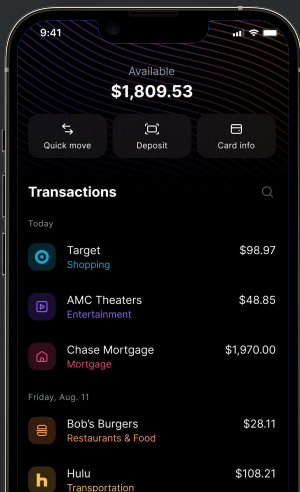 9:41
Available
$1,809.53
Quick move
Deposit
Card info
Transactions
Today
Target
$98.97
Shopping
AMC Theaters
$48.85
Entertainment
Chase Mortgage
$1,970.00
Mortgage
Friday, Aug. 11
Bob's Burgers
$28.11
Restaurants & Food
h
Hulu
$108.21
Transportation